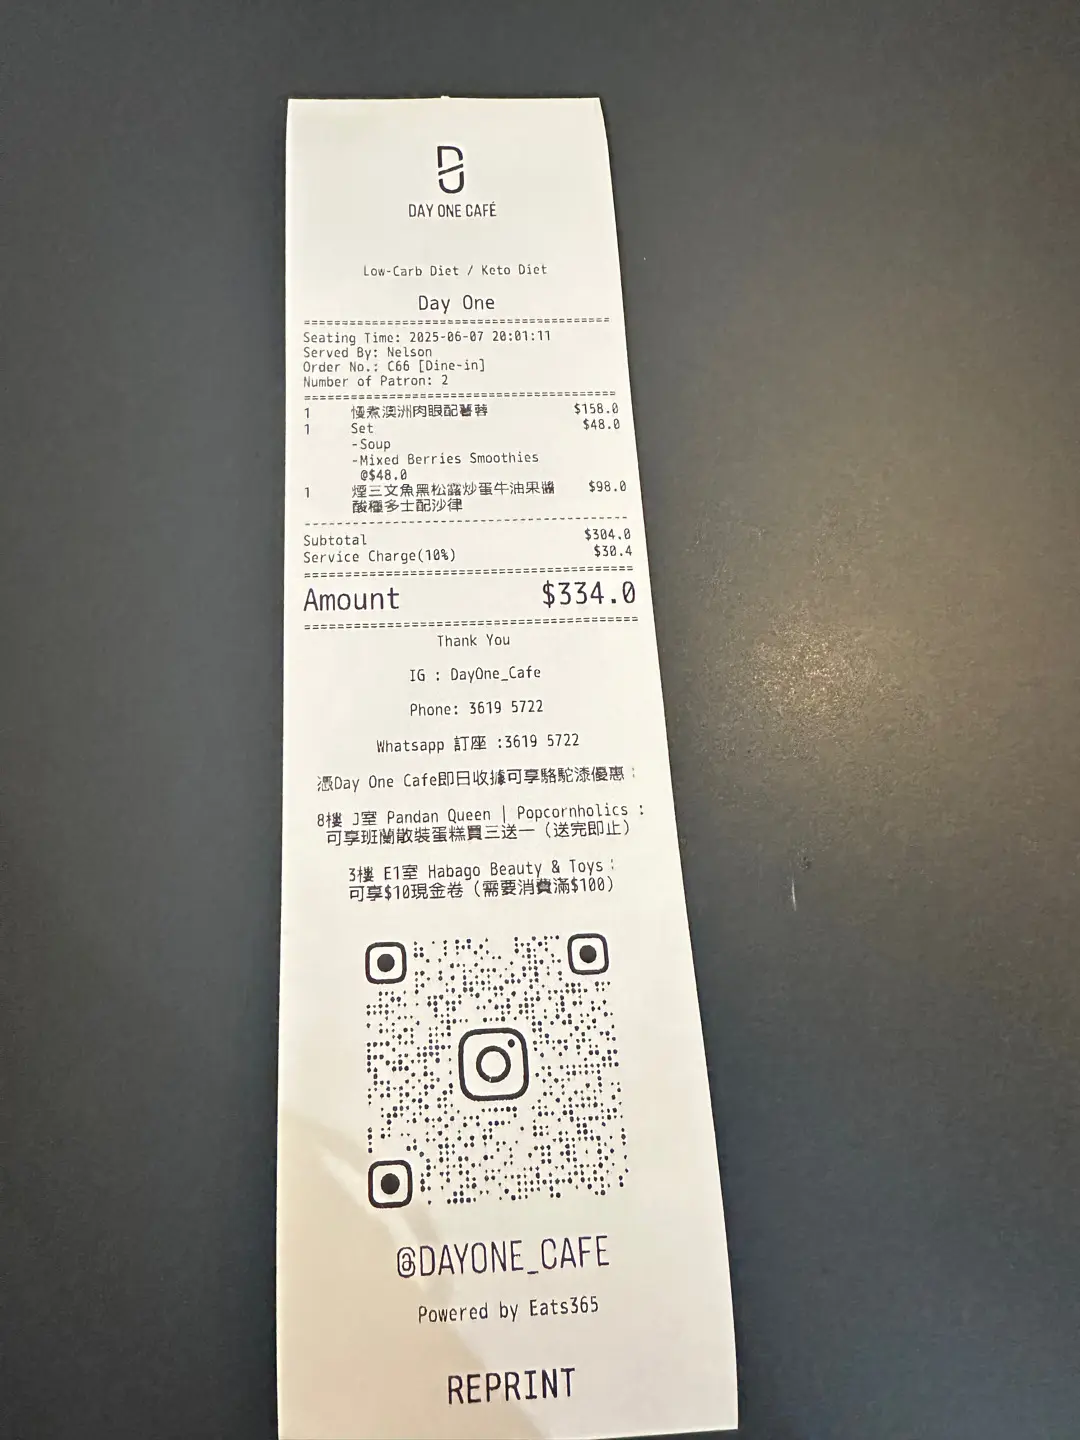 DAY ONE CAFÉ
Low-Carb Diet / Keto Diet
Day One
Seating Time: 2025-06-07 20:01:11
Served By: Nelson
Order No.: C66 [Dine-in]
Number of Patron: 2
1 慢煮澳洲肉眼配薯蓉 $158.0
1 Set $48.0
-Soup
-Mixed Berries Smoothies
@$48.0
1 煙三文魚黑松露炒蛋牛油果醬 $98.0
酸種多士配沙律
Subtotal $304.0
Service Charge(10%) $30.4
Amount $334.0
Thank You
IG : DayOne_Cafe
Phone: 3619 5722
Whatsapp 訂座 :3619 5722
憑Day One Cafe即日收據可享駱駝漆優惠：
8樓 J室 Pandan Queen | Popcornholics :
可享班蘭散裝蛋糕買三送一（送完即止）
3樓 E1室 Habago Beauty & Toys：
可享$10現金卷（需要消費滿$100）
@DAYONE_CAFE
Powered by Eats365
REPRINT